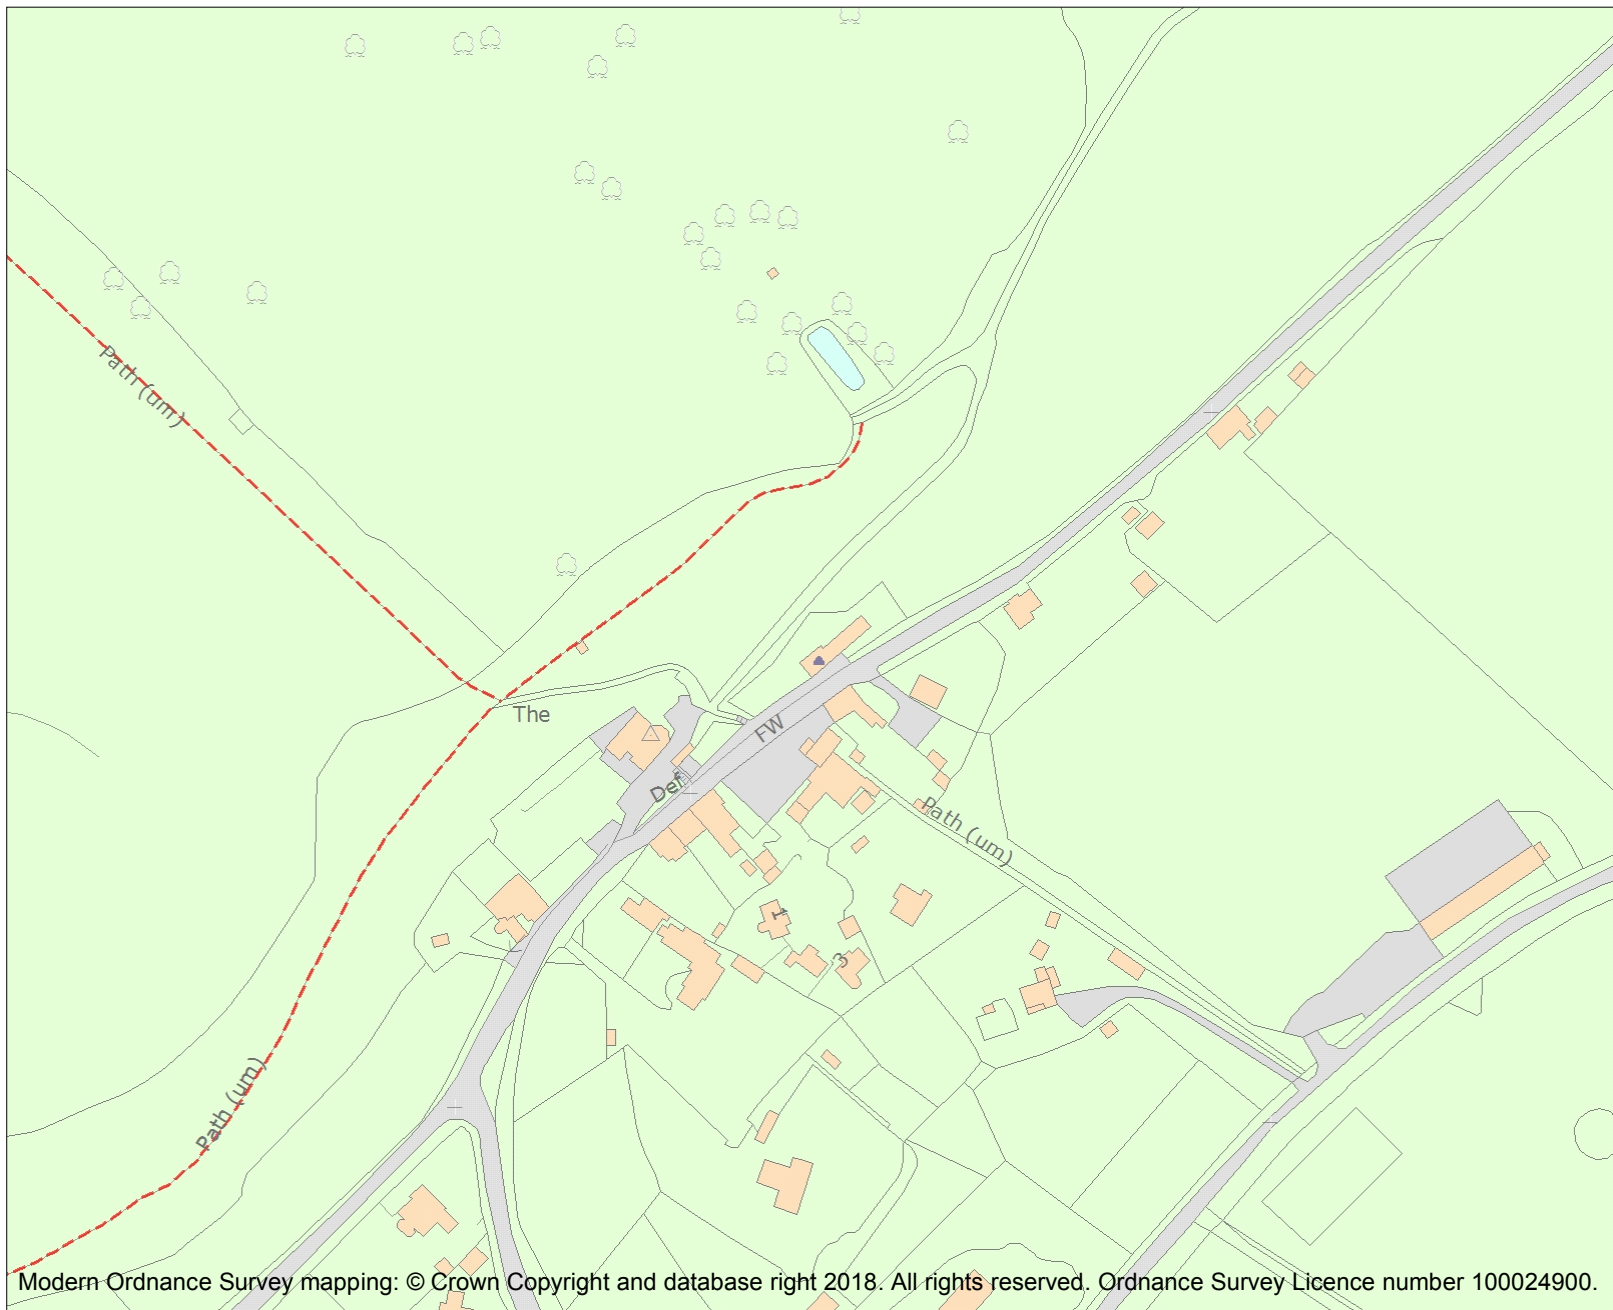 Path (um)
The
FW
Def
Path (um)
1
3
Path (um)
Modern Ordnance Survey mapping: © Crown Copyright and database right 2018. All rights reserved. Ordnance Survey Licence number 100024900.